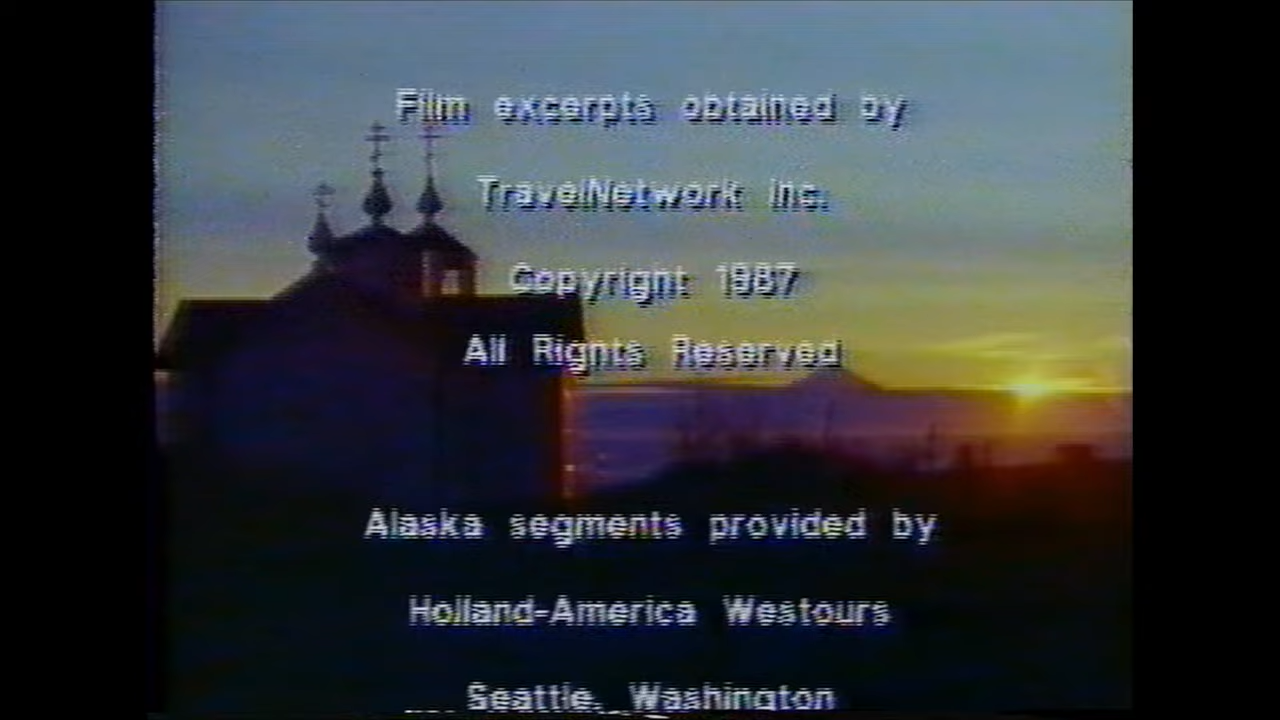 Film excerpts obtained by
TravelNetwork Inc.
Copyright 1987
All Rights Reserved
Alaska segments provided by
Holland-America Westours
Seattle, Washington